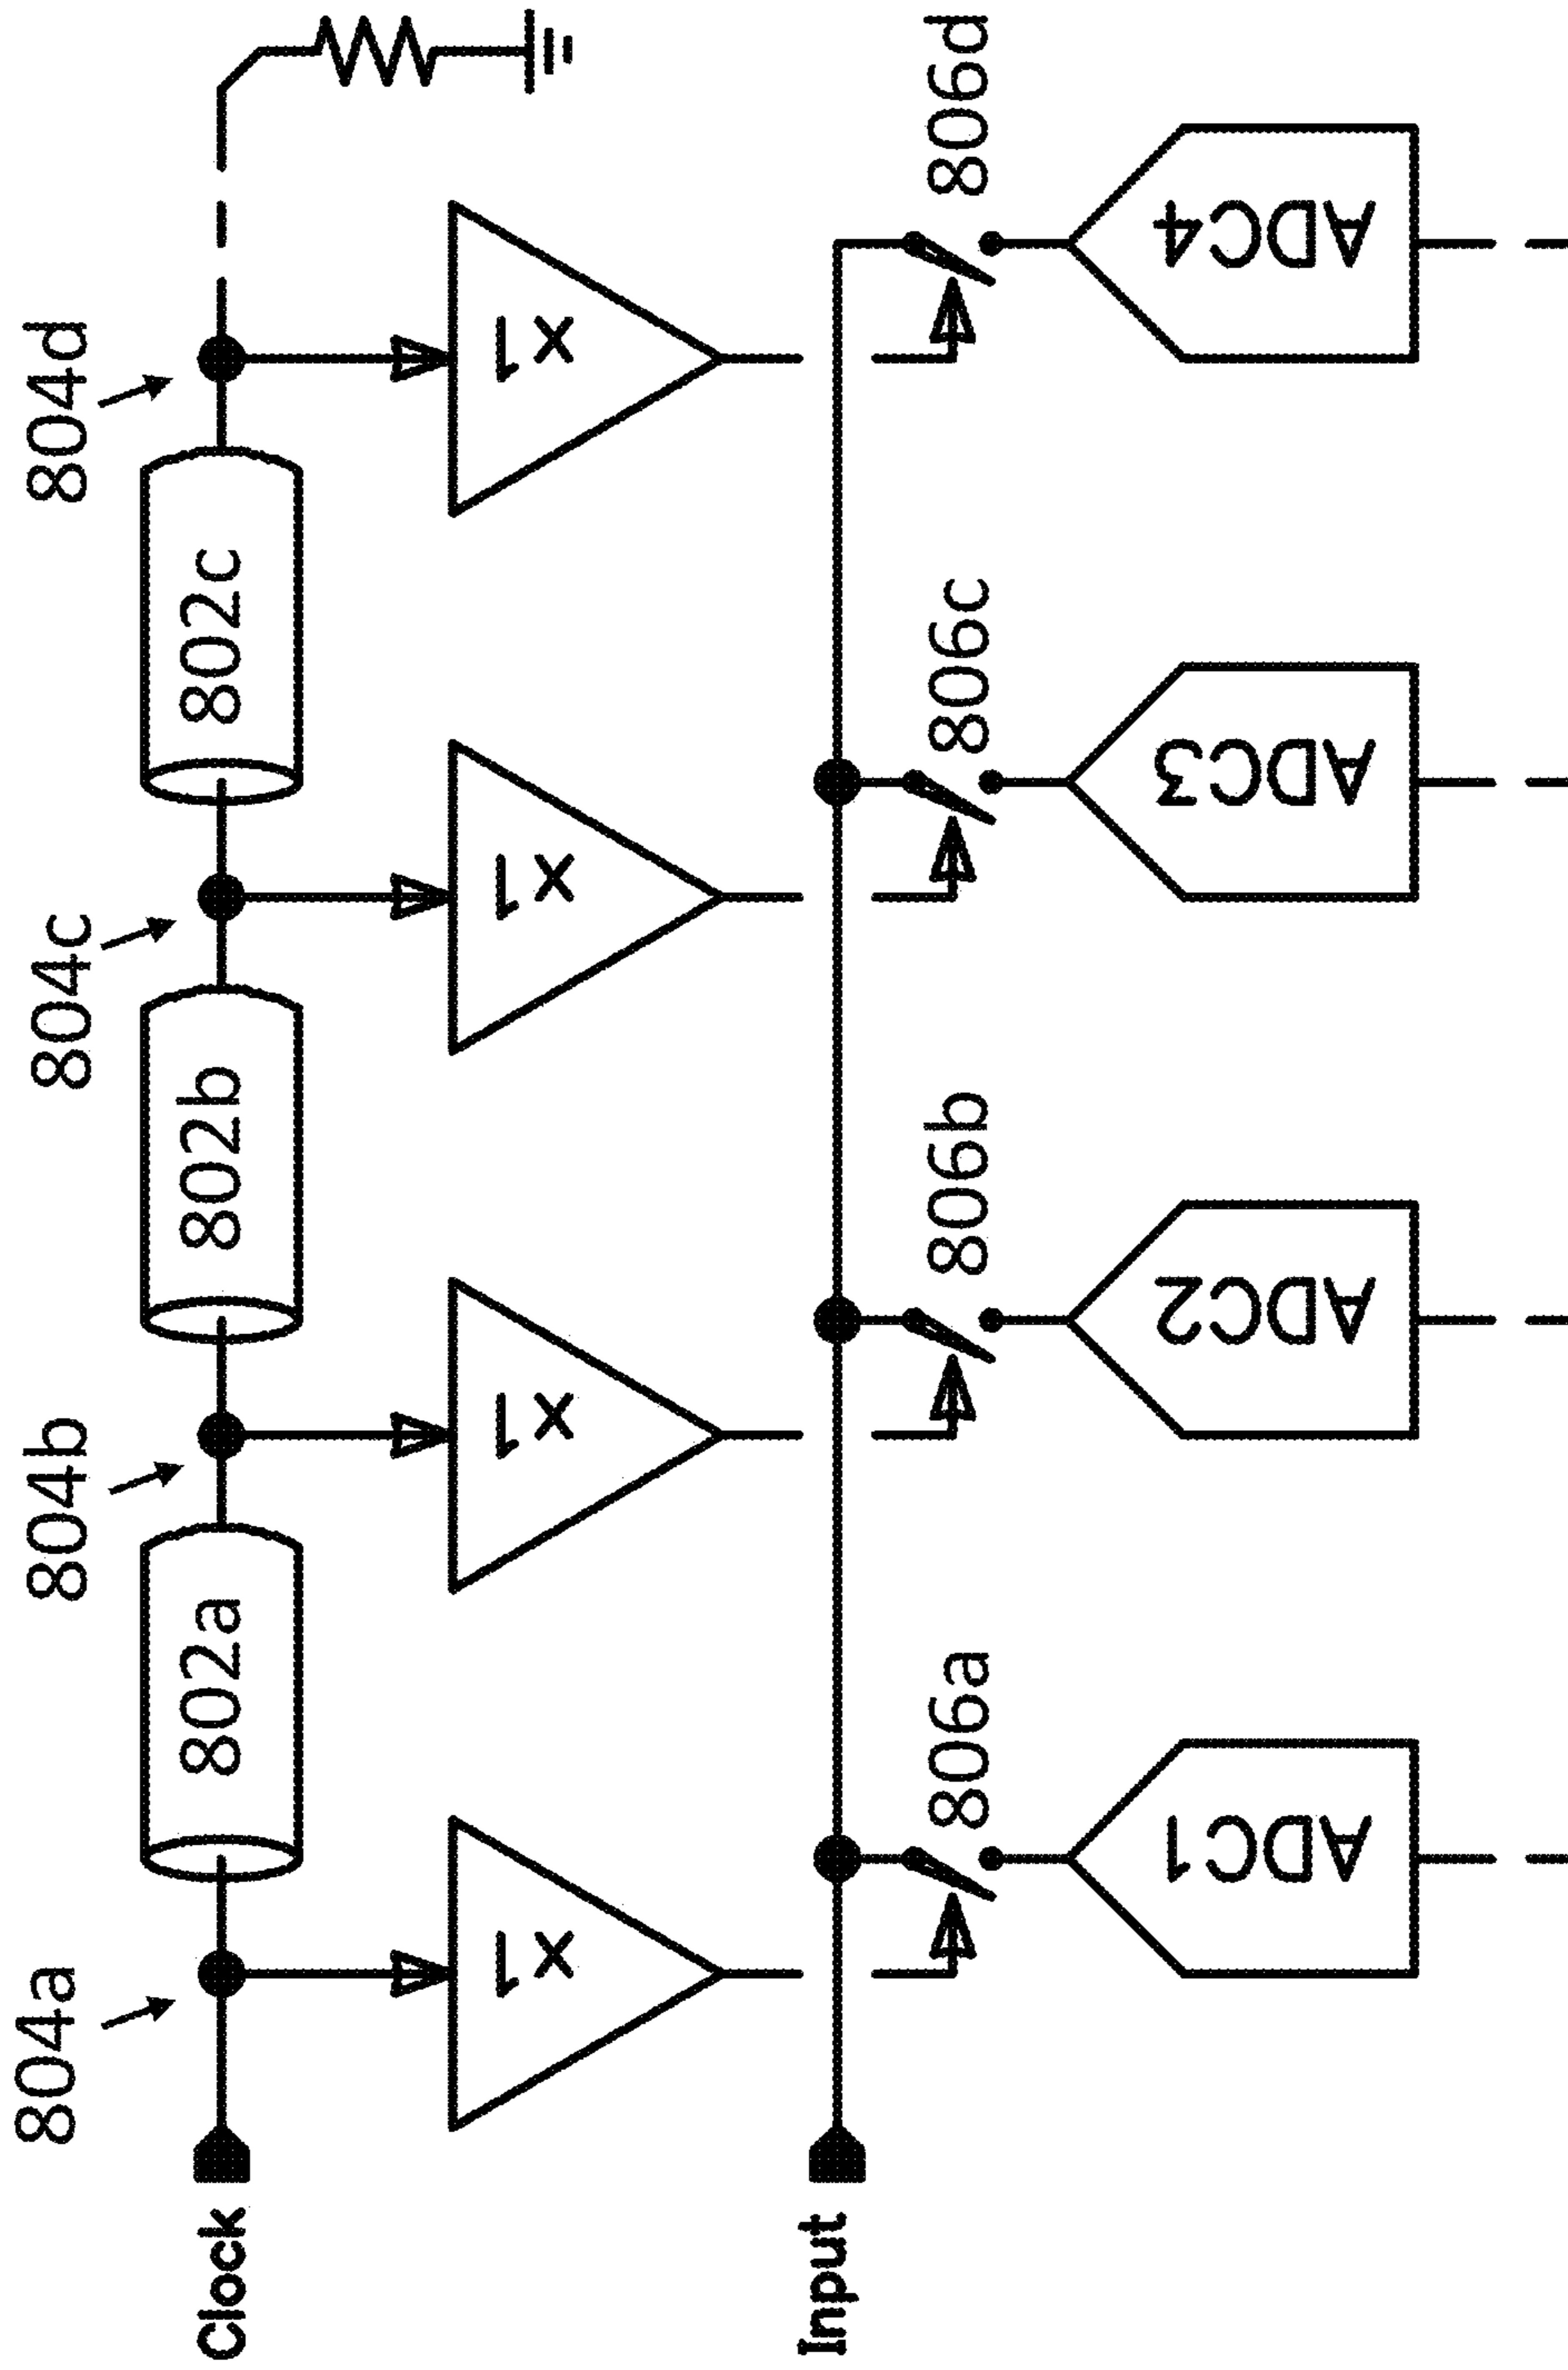 804a
804b
804c
804d
Clock
802a
802b
802c
x1
x1
x1
x1
Input
806a
806b
806c
806d
ADC1
ADC2
ADC3
ADC4